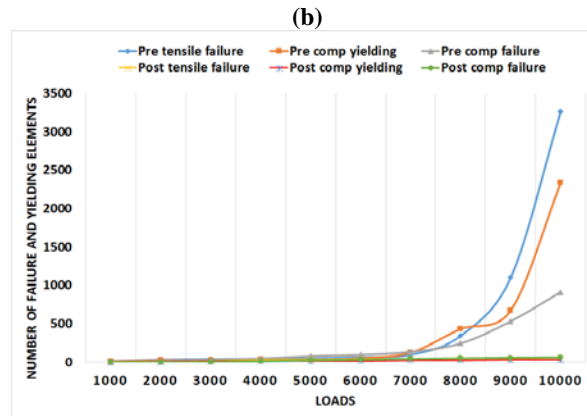 (b)
Pre tensile failure Pre comp yielding Pre comp failure
Post tensile failure Post comp yielding Post comp failure
3500
3000
2500
2000
1500
1000
500
0
NUMBER OF FAILURE AND YIELDING ELEMENTS
1000 2000 3000 4000 5000 6000 7000 8000 9000 10000
LOADS